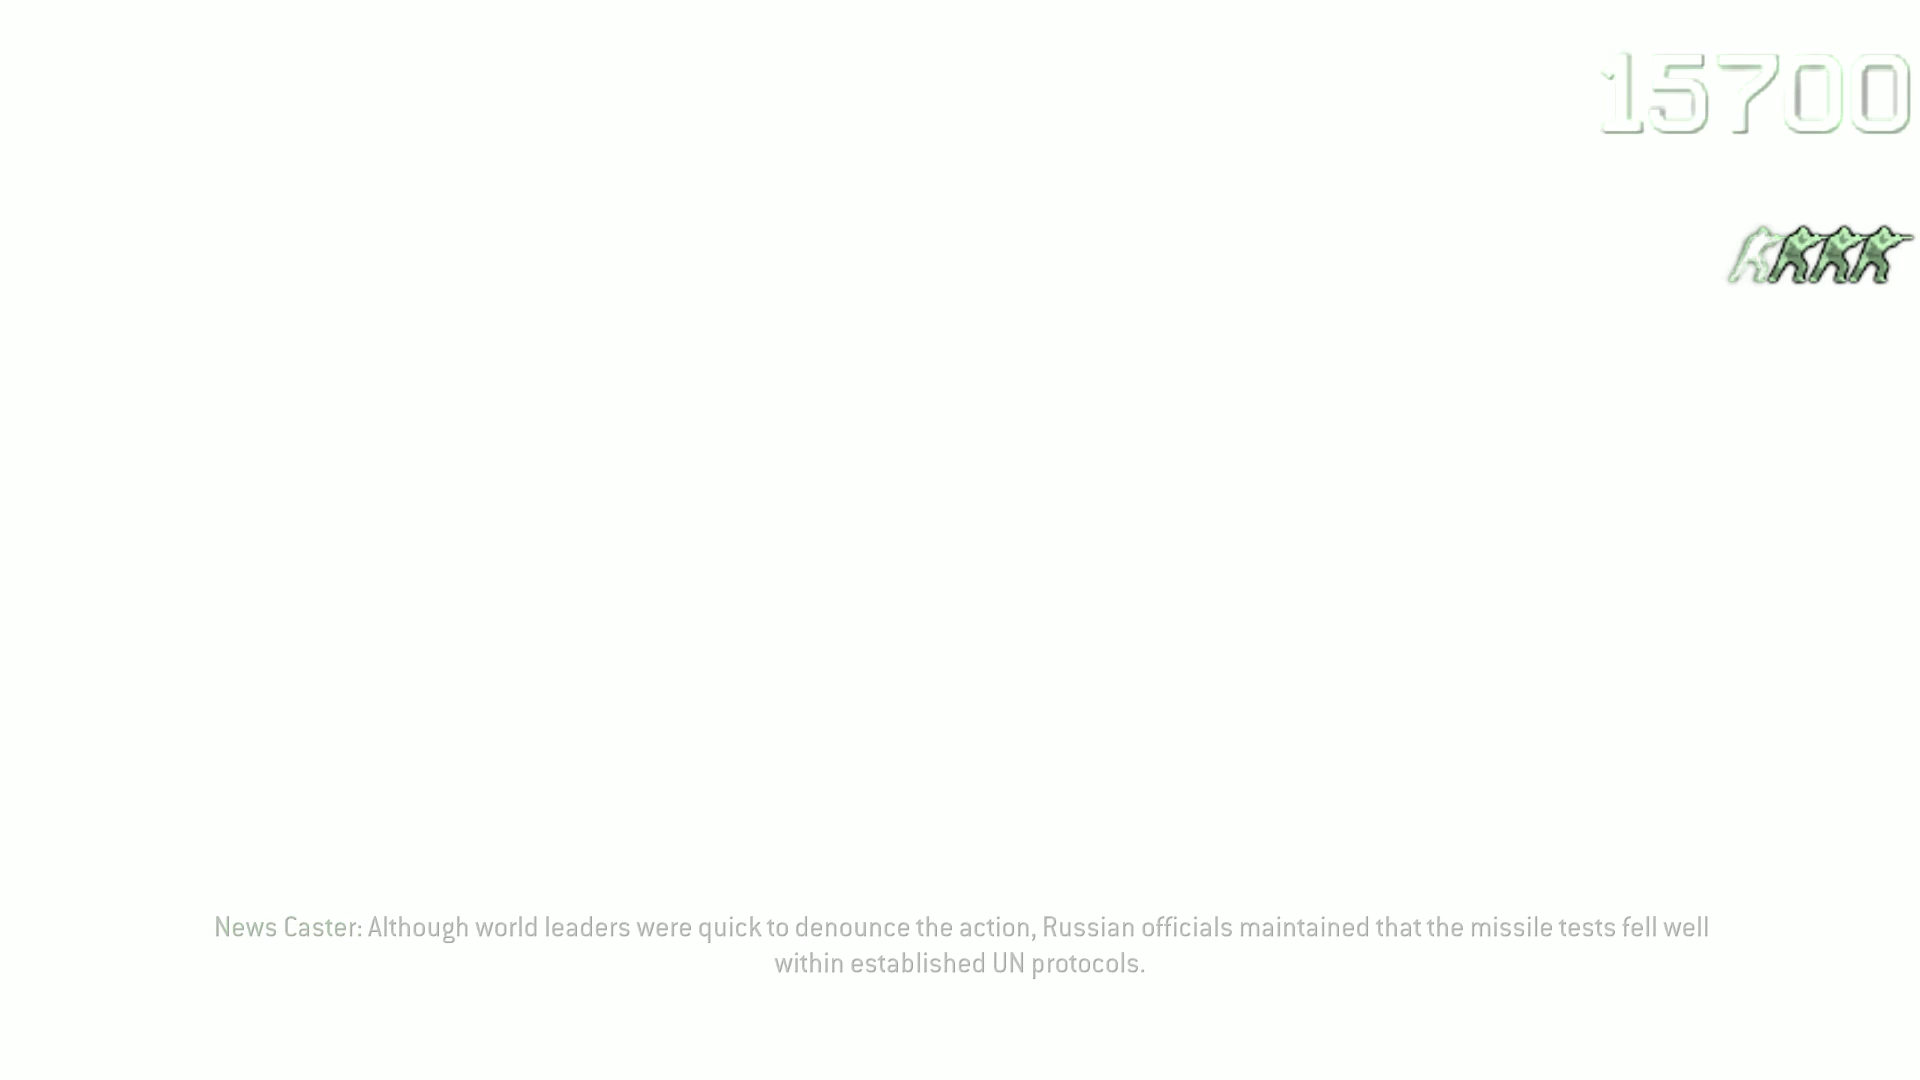 15700
News Caster: Although world leaders were quick to denounce the action, Russian officials maintained that the missile tests fell well
within established UN protocols.